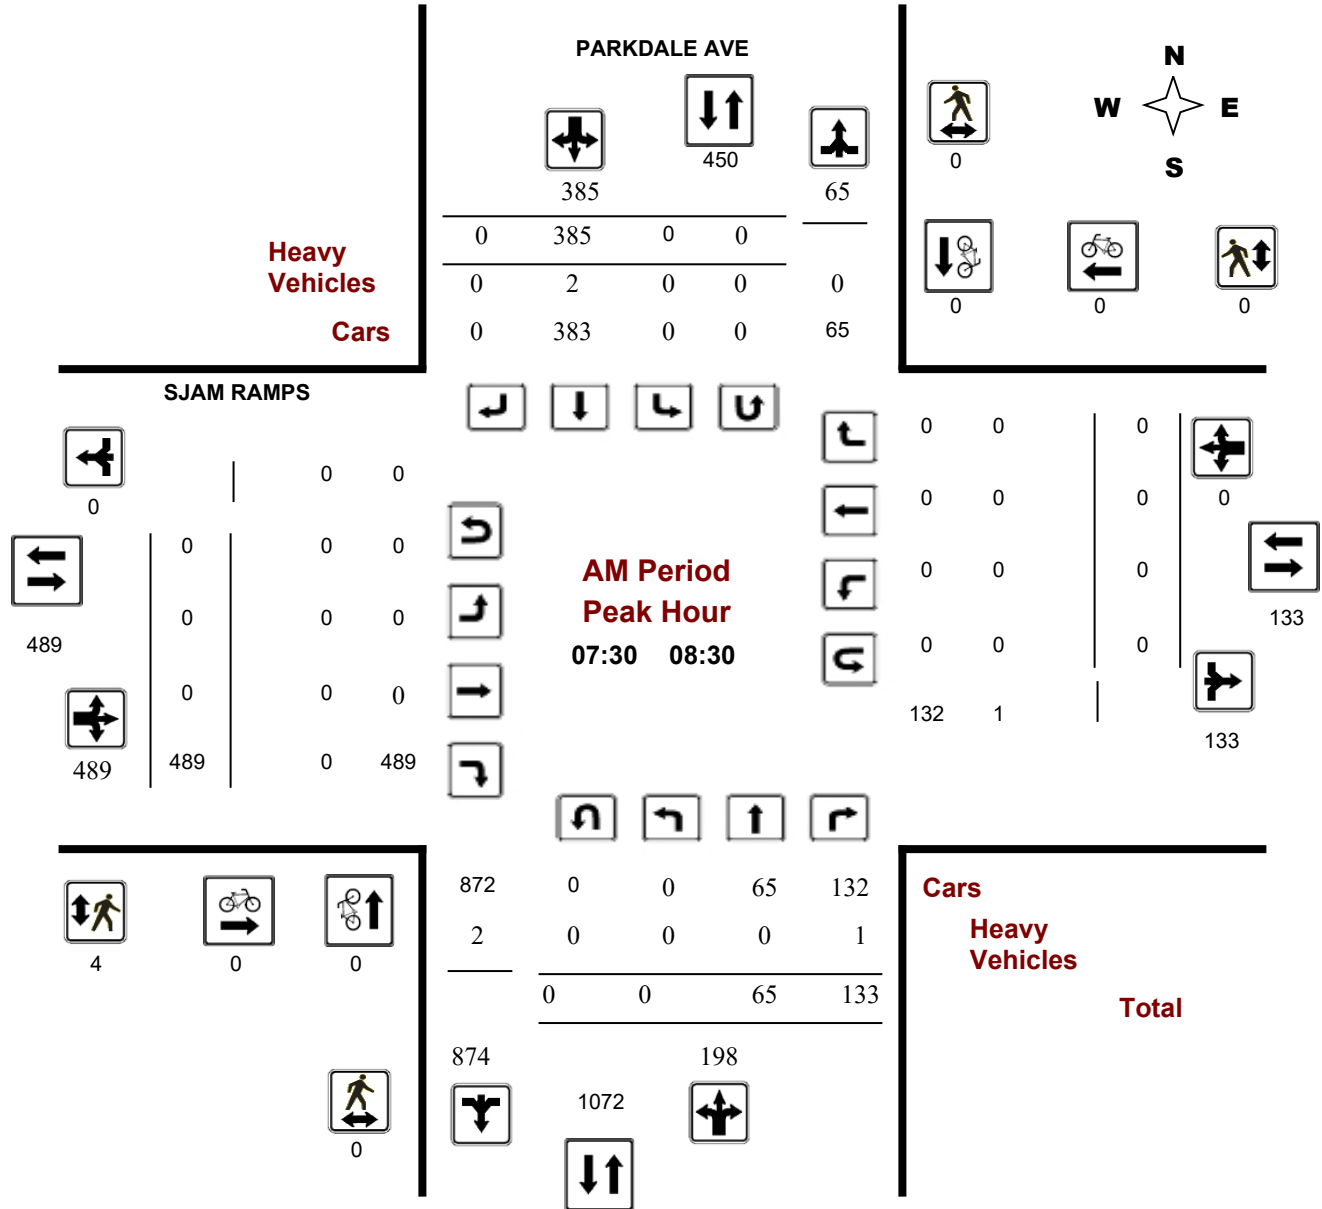 PARKDALE AVE
N
W E
S
450
0
385 65
0 385 0 0
Heavy
Vehicles
0 2 0 0 0
0 0 0
Cars
0 383 0 0 65
SJAM RAMPS
0 0 0
0 0
0
0 0 0 0
0 0 0
AM Period
Peak Hour
07:30 08:30
0 0 0
0 0 0
133
489
0 0 0
0 0 0
132 1
133
489 489 0 489
872 0 0 65 132
Cars
2 0 0 0 1
Heavy
Vehicles
4 0 0
0 0 65 133
Total
874 198
1072
0